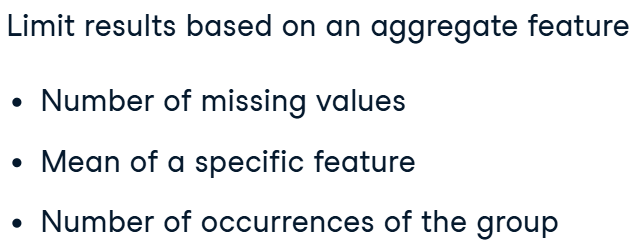 Limit results based on an aggregate feature
• Number of missing values
• Mean of a specific feature
• Number of occurrences of the group